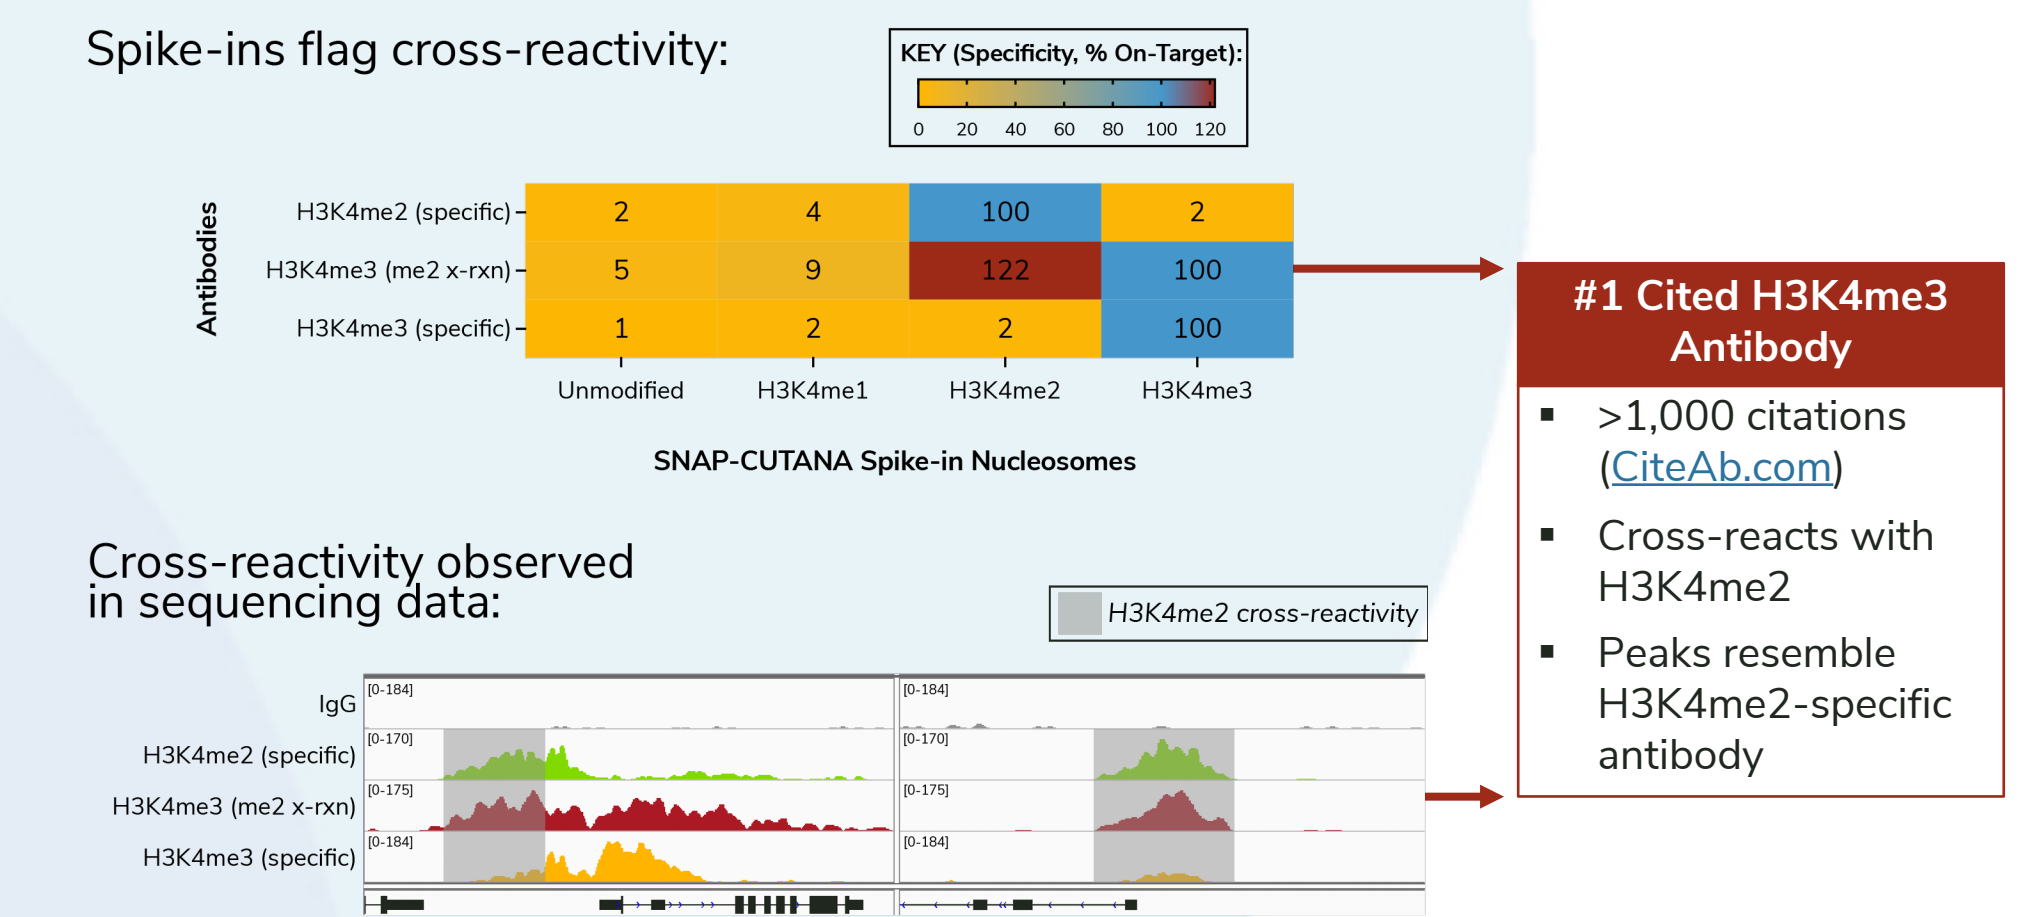 Spike-ins flag cross-reactivity:
KEY (Specificity, % On-Target):
0 20 40 60 80 100 120
Antibodies
H3K4me2 (specific) 2 4 100 2
H3K4me3 (me2 x-rxn) 5 9 122 100
H3K4me3 (specific) 1 2 2 100
Unmodified H3K4me1 H3K4me2 H3K4me3
SNAP-CUTANA Spike-in Nucleosomes
#1 Cited H3K4me3
Antibody
▪ >1,000 citations
(CiteAb.com)
▪ Cross-reacts with
H3K4me2
▪ Peaks resemble
H3K4me2-specific
antibody
Cross-reactivity observed
in sequencing data:
H3K4me2 cross-reactivity
IgG [0-184] [0-184]
H3K4me2 (specific) [0-170] [0-170]
H3K4me3 (me2 x-rxn) [0-175] [0-175]
H3K4me3 (specific) [0-184] [0-184]